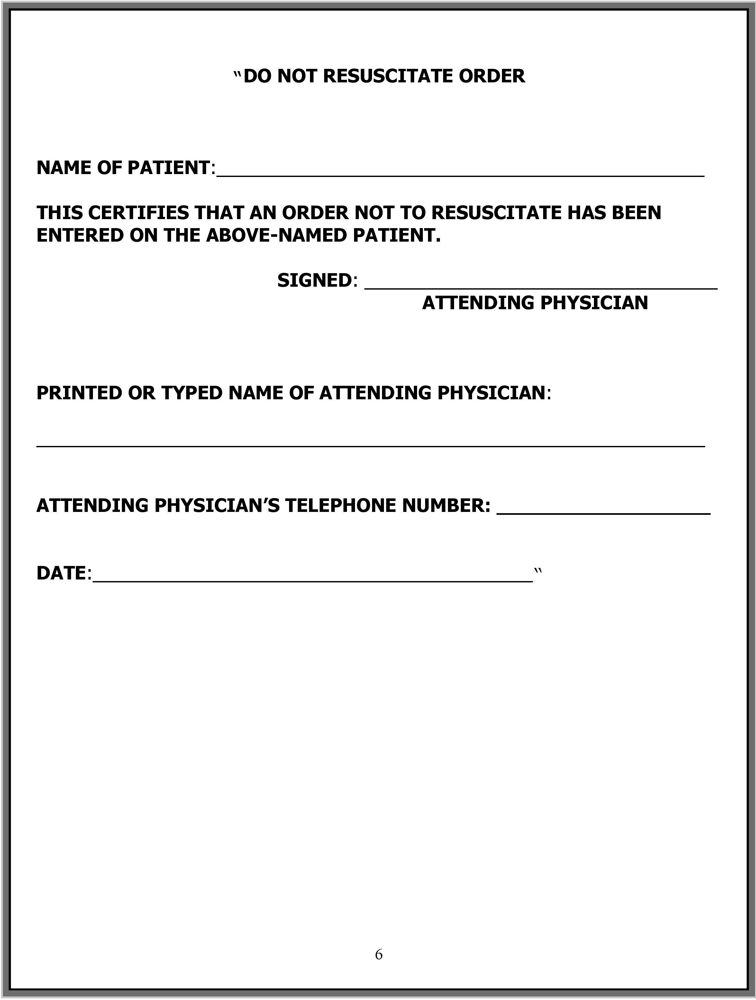 “DO NOT RESUSCITATE ORDER
NAME OF PATIENT:
THIS CERTIFIES THAT AN ORDER NOT TO RESUSCITATE HAS BEEN
ENTERED ON THE ABOVE-NAMED PATIENT.
SIGNED:
ATTENDING PHYSICIAN
PRINTED OR TYPED NAME OF ATTENDING PHYSICIAN:
ATTENDING PHYSICIAN’S TELEPHONE NUMBER:
DATE: “
6